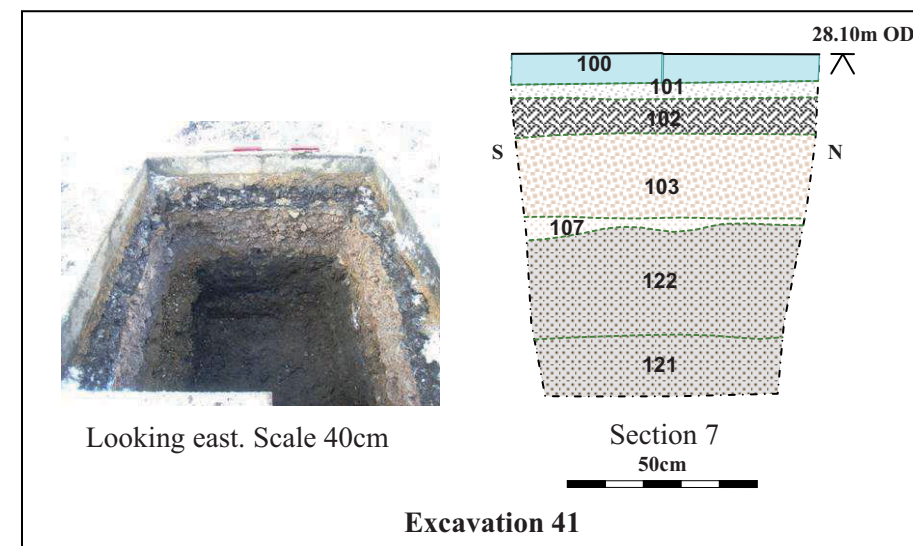 28.10m OD
100
101
102
S
N
103
107
122
121
Looking east. Scale 40cm
Section 7
50cm
Excavation 41